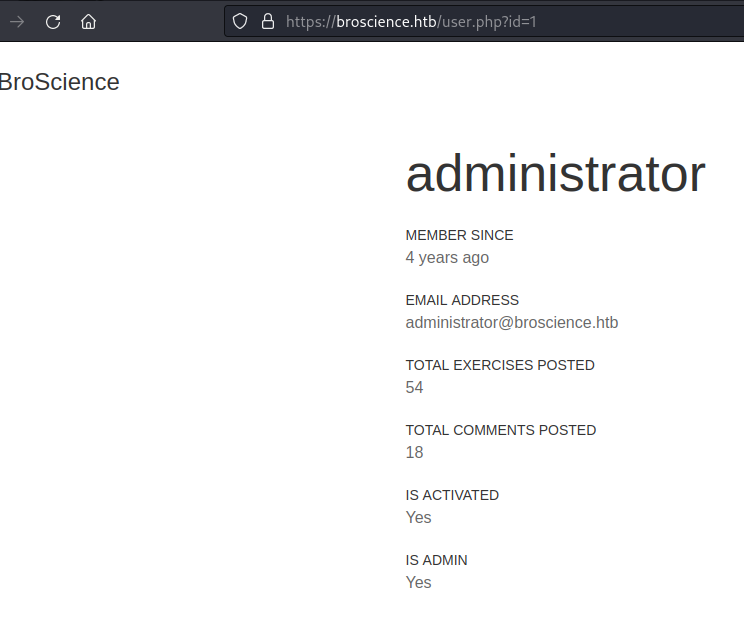 https://broscience.htb/user.php?id=1
BroScience
administrator
MEMBER SINCE
4 years ago
EMAIL ADDRESS
administrator@broscience.htb
TOTAL EXERCISES POSTED
54
TOTAL COMMENTS POSTED
18
IS ACTIVATED
Yes
IS ADMIN
Yes